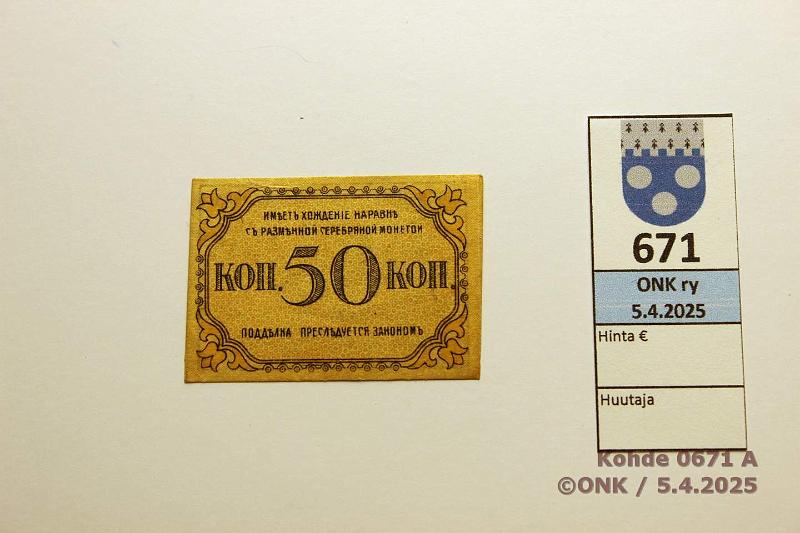 ИМѢЕТЪ ХОЖДЕНІЕ НАРАВНѢ
СЪ РАЗМѢННОЙ СЕРЕБРЯНОЙ МОНЕТОЙ
КОП. 50 КОП.
ПОДДѢЛКА ПРЕСЛѢДУЕТСЯ ЗАКОНОМЪ
671
ONK ry
5.4.2025
Hinta €
Huutaja
Kohde 0671 A
©ONK / 5.4.2025